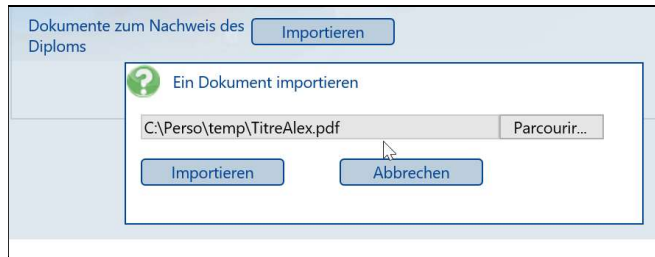 Dokumente zum Nachweis des Importieren
Diploms
Ein Dokument importieren
C:\Perso\temp\TitreAlex.pdf Parcourir...
Importieren Abbrechen